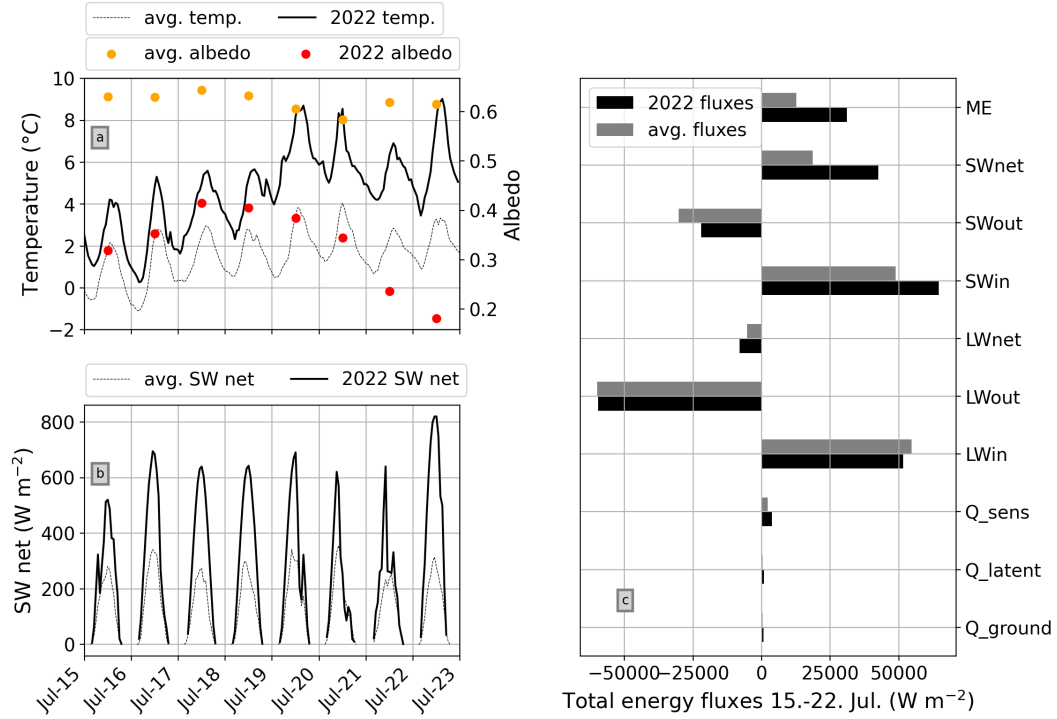 avg. temp. 2022 temp.
avg. albedo 2022 albedo
10
8
6
4
2
0
−2
Temperature (°C)
a
0.6
0.5
0.4
0.3
0.2
Albedo
avg. SW net 2022 SW net
800
600
400
200
0
SW net (W m−2)
b
Jul-15
Jul-16
Jul-17
Jul-18
Jul-19
Jul-20
Jul-21
Jul-22
Jul-23
2022 fluxes
avg. fluxes
ME
SWnet
SWout
SWin
LWnet
LWout
LWin
Q_sens
Q_latent
Q_ground
c
−50000 −25000 0 25000 50000
Total energy fluxes 15.-22. Jul. (W m−2)